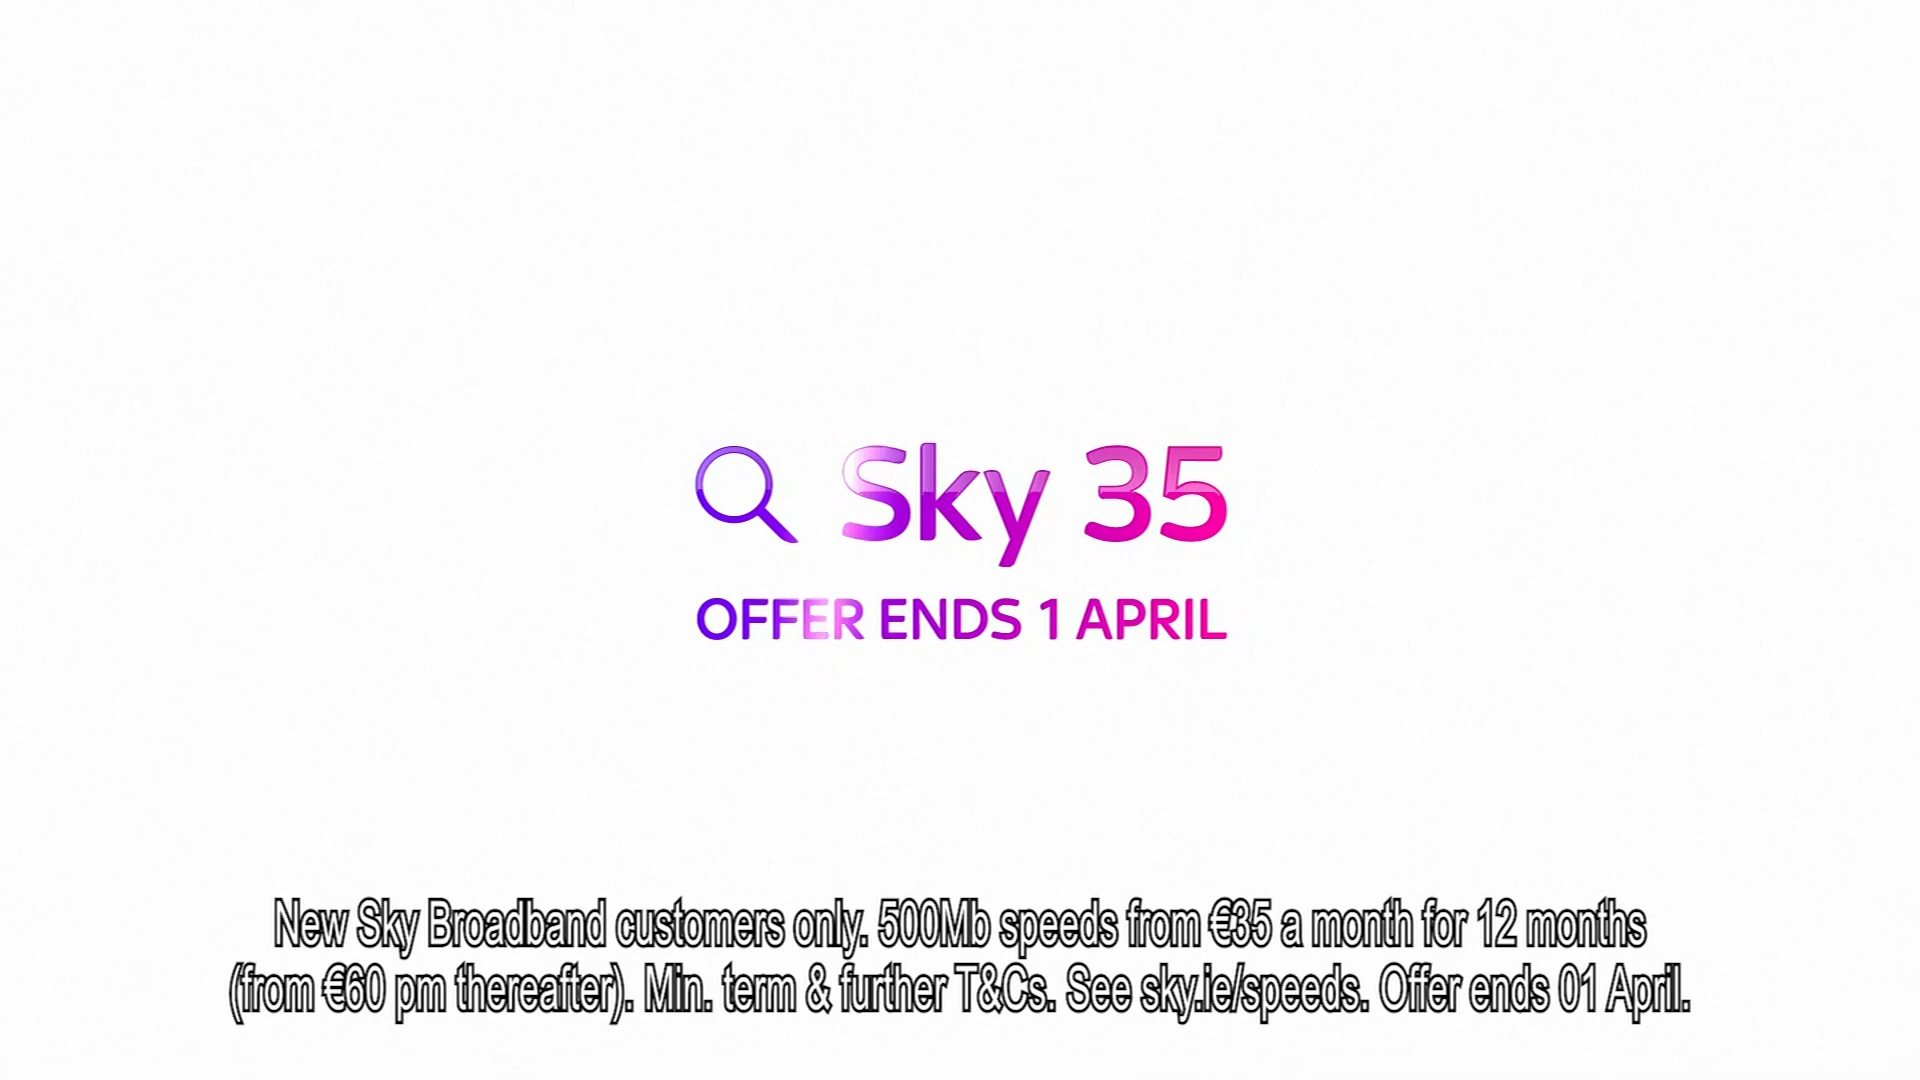 Sky 35
OFFER ENDS 1 APRIL
New Sky Broadband customers only. 500Mb speeds from €35 a month for 12 months
(from €60 pm thereafter). Min. term & further T&Cs. See sky.ie/speeds. Offer ends 01 April.